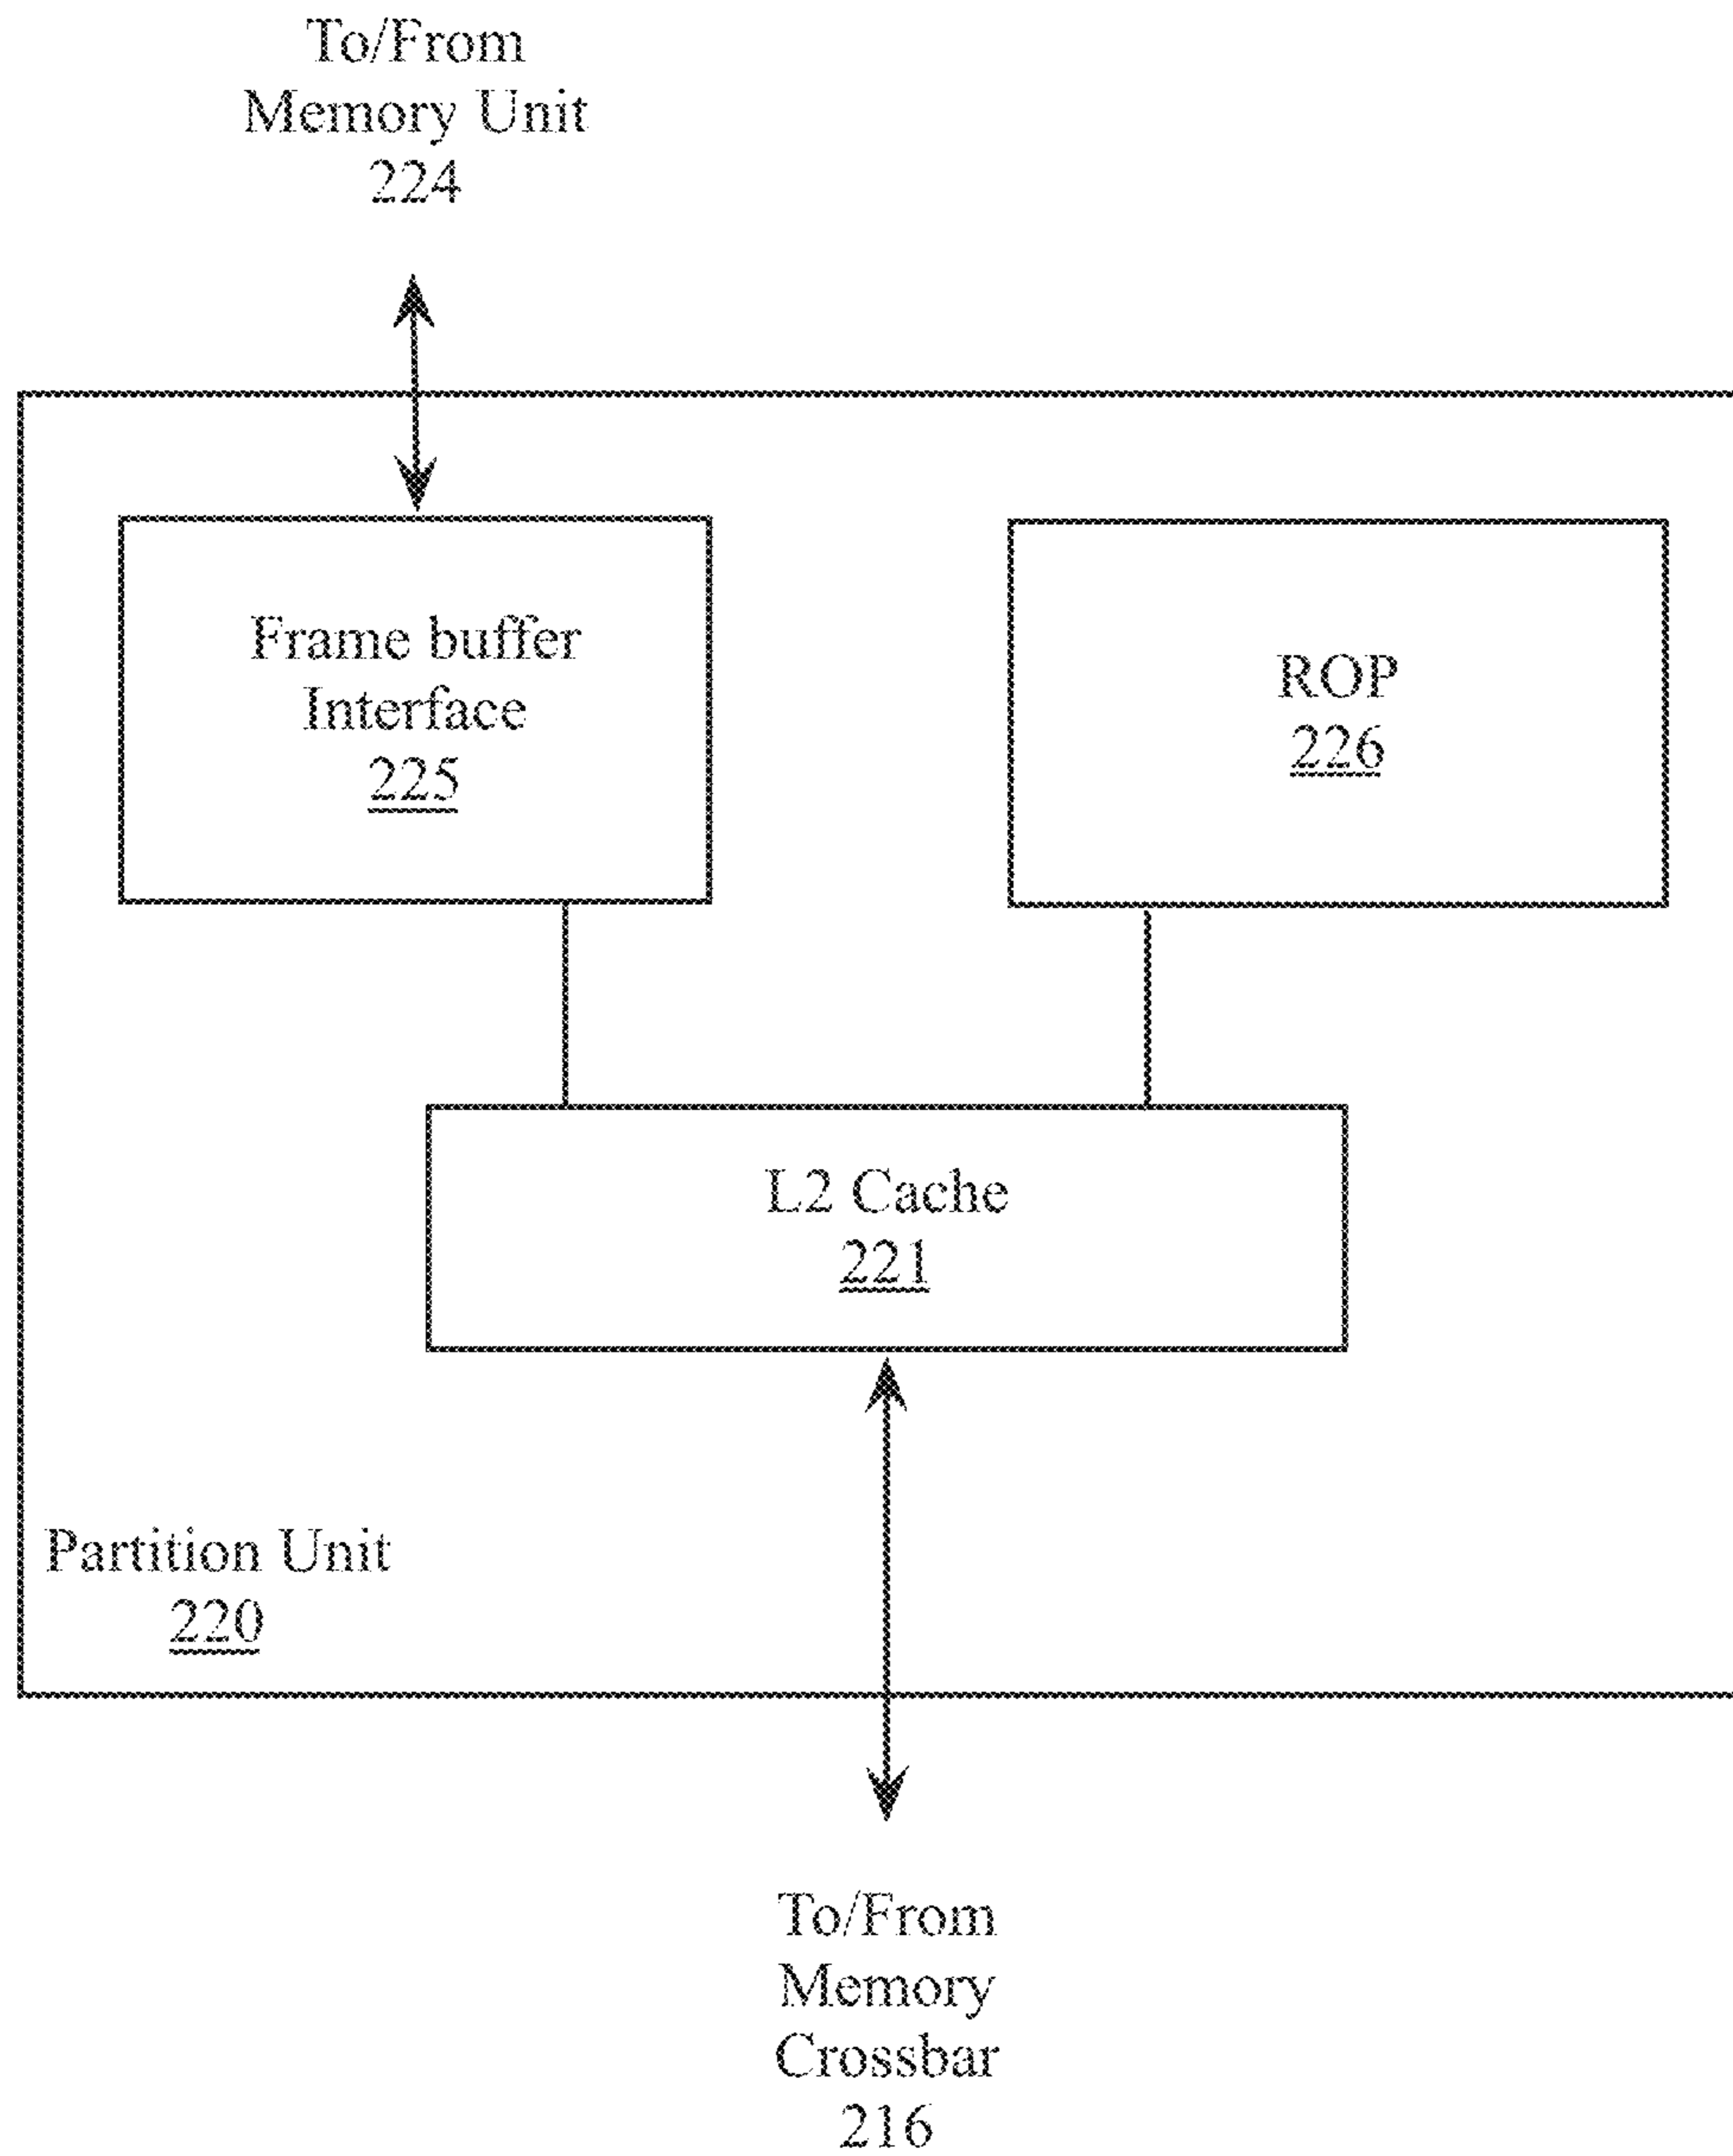 To/From
Memory Unit
224
Frame buffer
Interface
225
ROP
226
L2 Cache
221
Partition Unit
220
To/From
Memory
Crossbar
216